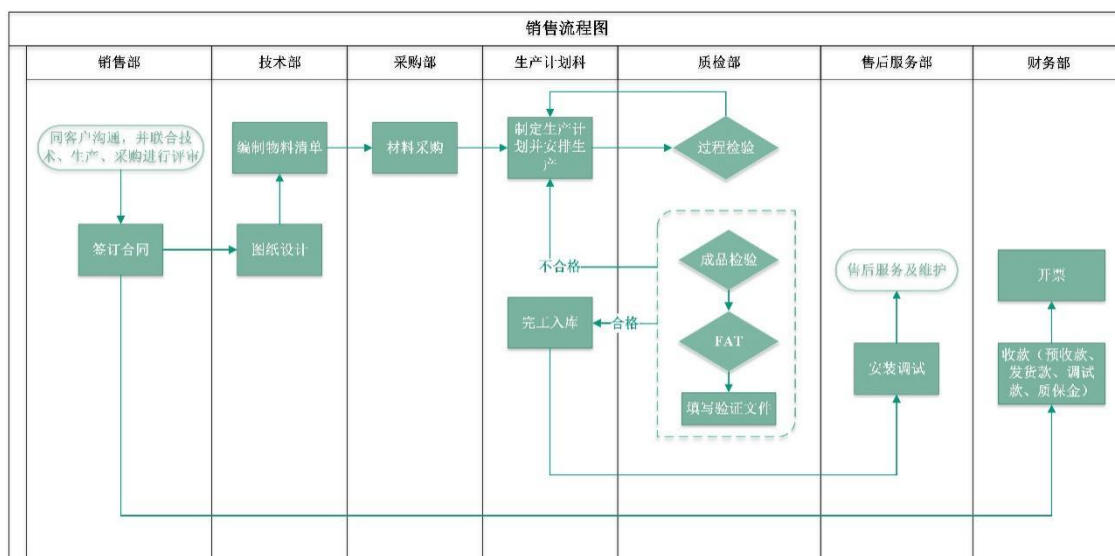 销售流程图
销售部
技术部
采购部
生产计划科
质检部
售后服务部
财务部
同客户沟通，并联合技
术、生产、采购进行评审
编制物料清单
材料采购
制定生产计
划并安排生
产
过程检验
签订合同
图纸设计
不合格
成品检验
售后服务及维护
开票
完工入库
合格
FAT
安装调试
收款（预收款、
发货款、调试
款、质保金）
填写验证文件